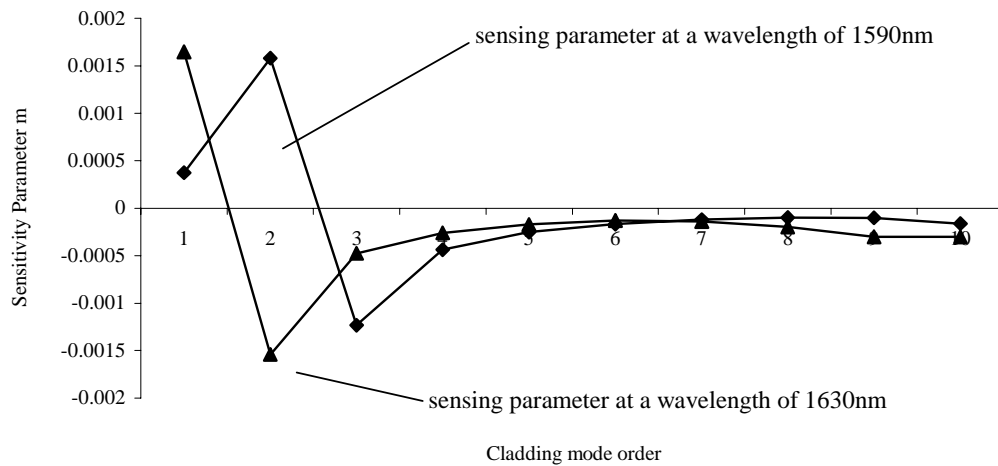 0.002
sensing parameter at a wavelength of 1590nm
0.0015
0.001
0.0005
0
1 2 3 4 5 6 7 8 10
-0.0005
-0.001
-0.0015
-0.002
sensing parameter at a wavelength of 1630nm
Sensitivity Parameter m
Cladding mode order